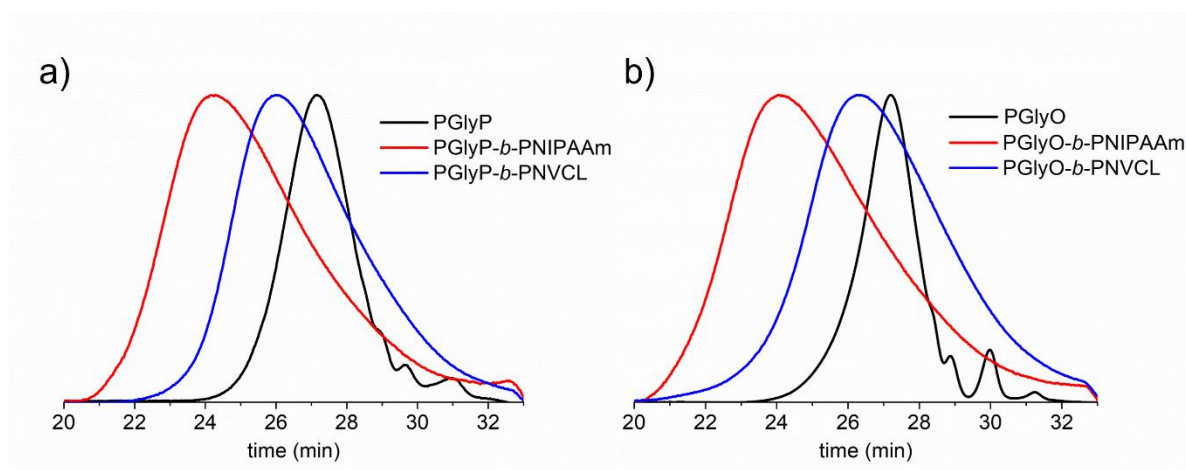 a)
PGlyP
PGlyP-b-PNIPAAm
PGlyP-b-PNVCL
20 22 24 26 28 30 32
time (min)
b)
PGlyO
PGlyO-b-PNIPAAm
PGlyO-b-PNVCL
20 22 24 26 28 30 32
time (min)